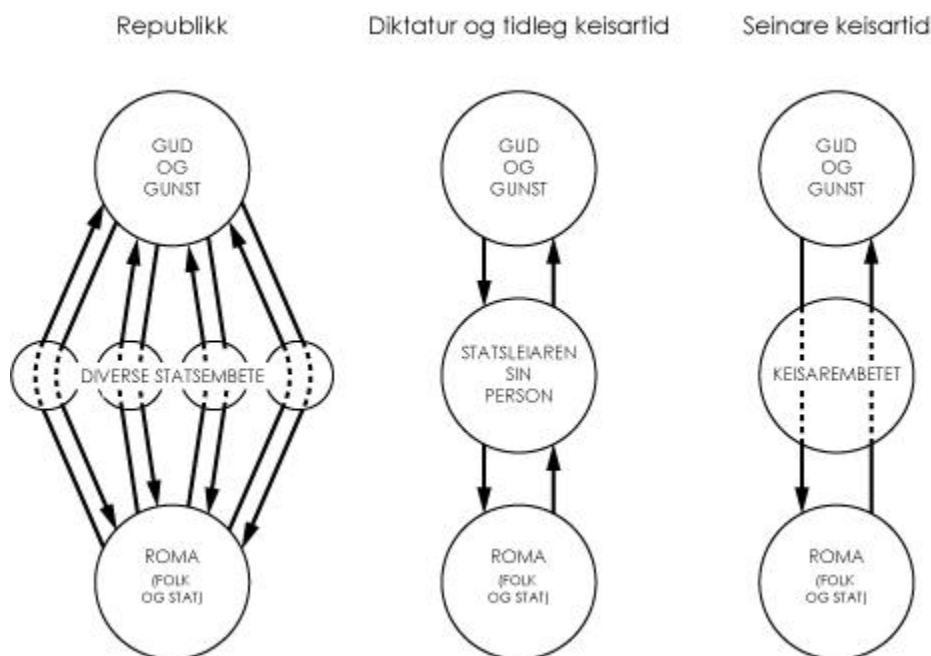 Republikk
Diktatur og tidleg keisartid
Seinare keisartid
GUD
OG
GUNST
GUD
OG
GUNST
GUD
OG
GUNST
DIVERSE STATSEMBETE
STATSLEIAREN
SIN
PERSON
KEISAREMBETET
ROMA
(FOLK
OG STAT)
ROMA
(FOLK
OG STAT)
ROMA
(FOLK
OG STAT)